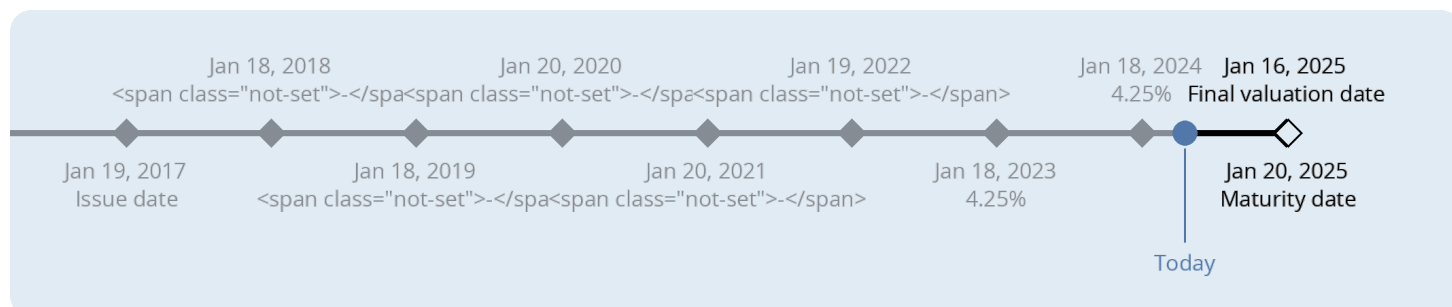 Jan 18, 2018
<span class="not-set">-</spa
Jan 20, 2020
<span class="not-set">-</spa
Jan 19, 2022
<span class="not-set">-</span>
Jan 18, 2024
4.25%
Jan 16, 2025
Final valuation date
Jan 19, 2017
Issue date
Jan 18, 2019
<span class="not-set">-</spa
Jan 20, 2021
<span class="not-set">-</span>
Jan 18, 2023
4.25%
Jan 20, 2025
Maturity date
Today